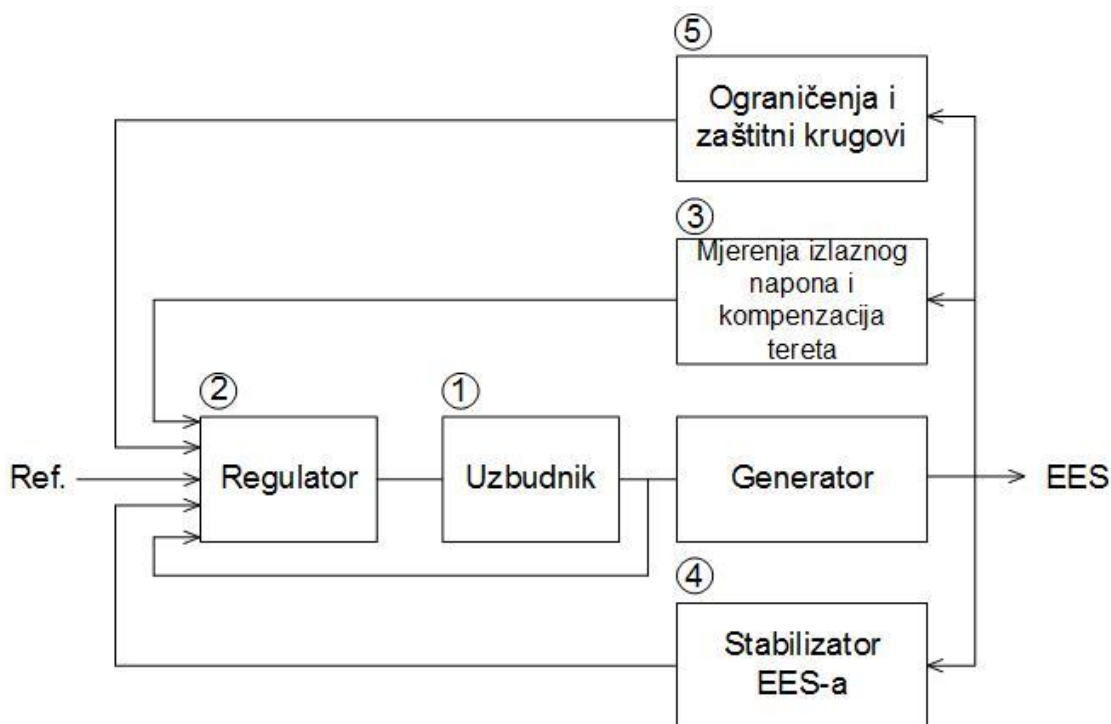 ⑤
Ograničenja i
zaštitni krugovi
③
Mjerenja izlaznog
napona i
kompenzacija
tereta
②
①
Ref.
Regulator
Uzbudnik
Generator
EES
④
Stabilizator
EES-a